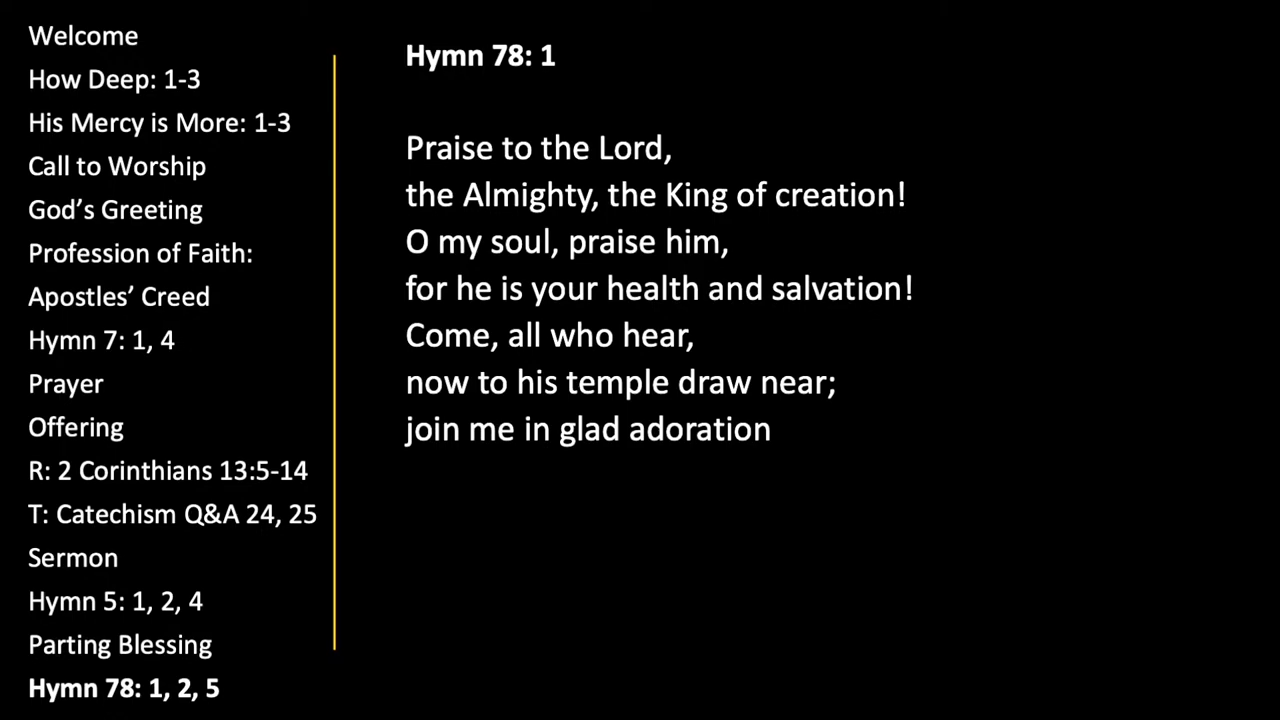 Welcome
How Deep: 1-3
His Mercy is More: 1-3
Call to Worship
God’s Greeting
Profession of Faith:
Apostles’ Creed
Hymn 7: 1, 4
Prayer
Offering
R: 2 Corinthians 13:5-14
T: Catechism Q&A 24, 25
Sermon
Hymn 5: 1, 2, 4
Parting Blessing
Hymn 78: 1, 2, 5
Hymn 78: 1
Praise to the Lord,
the Almighty, the King of creation!
O my soul, praise him,
for he is your health and salvation!
Come, all who hear,
now to his temple draw near;
join me in glad adoration